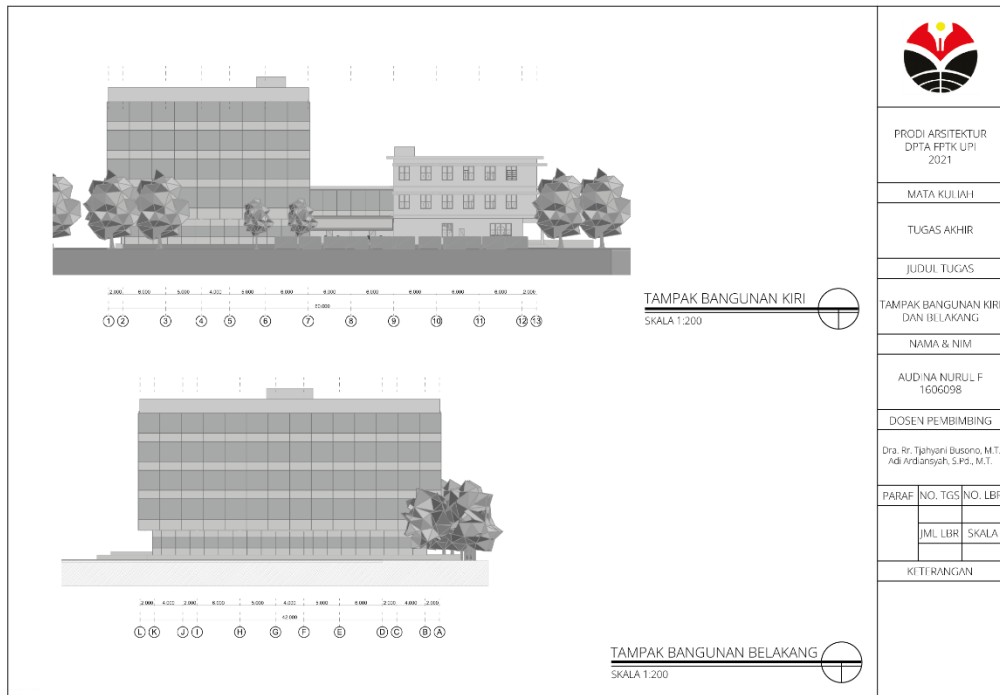 2.000 6.000 5.000 4.000 5.000 6.000 6.000 6.000 6.000 6.000 6.000 2.000
1 2 3 4 5 6 7 8 9 10 11 12 13
TAMPAK BANGUNAN KIRI
SKALA 1:200
2.000 4.000 2.000 6.000 5.000 4.000 5.000 6.000 2.000 4.000 2.000
42.000
L K J I H G F E D C B A
TAMPAK BANGUNAN BELAKANG
SKALA 1:200
PRODI ARSITEKTUR
DPTA FPTK UPI
2021
MATA KULIAH
TUGAS AKHIR
JUDUL TUGAS
TAMPAK BANGUNAN KIRI
DAN BELAKANG
NAMA & NIM
AUDINA NURUL F
1606098
DOSEN PEMBIMBING
Dra. Rr. Tjahyani Busono, M.T.
Adi Ardiansyah, S.Pd., M.T.
PARAF NO. TGS NO. LBR
JML LBR SKALA
KETERANGAN